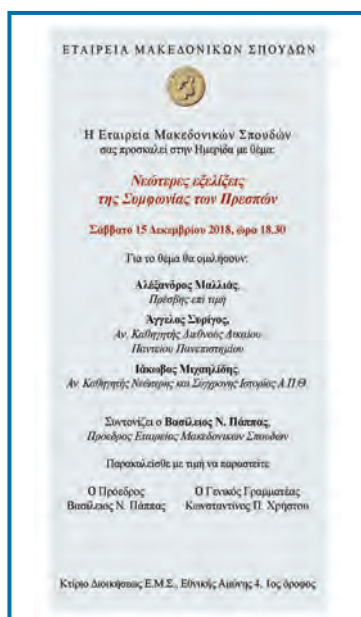 ΕΤΑΙΡΕΙΑ ΜΑΚΕΔΟΝΙΚΩΝ ΣΠΟΥΔΩΝ
Η Εταιρεία Μακεδονικών Σπουδών
σας προσκαλεί στην Ημερίδα με θέμα:
Νεώτερες εξελίξεις
της Συμφωνίας των Πρεσπών
Σάββατο 15 Δεκεμβρίου 2018, ώρα 18.30
Για το θέμα θα ομιλήσουν:
Αλέξανδρος Μαλλιάς,
Πρέσβης επί τιμή
Άγγελος Συρίγος,
Αν. Καθηγητής Διεθνούς Δικαίου
Παντείου Πανεπιστημίου
Ιάκωβος Μιχαηλίδης,
Αν. Καθηγητής Νεώτερης και Σύγχρονης Ιστορίας Α.Π.Θ.
Συντονίζει ο Βασίλειος Ν. Πάππας,
Πρόεδρος Εταιρείας Μακεδονικών Σπουδών
Παρακαλείσθε με τιμή να παραστείτε
Ο Πρόεδρος Ο Γενικός Γραμματέας
Βασίλειος Ν. Πάππας Κωνσταντίνος Π. Χρήστου
Κτίριο Διοικήσεως Ε.Μ.Σ., Εθνικής Αμύνης 4, 1ος όροφος